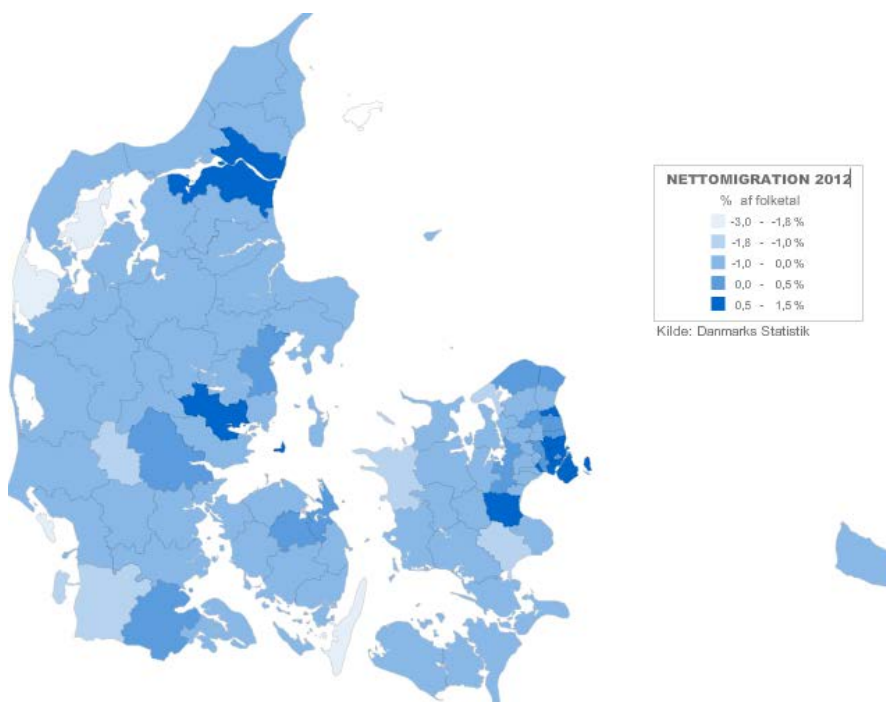 NETTOMIGRATION 2012
% af folketal
-3,0 - -1,8 %
-1,8 - -1,0 %
-1,0 - 0,0 %
0,0 - 0,5 %
0,5 - 1,5 %
Kilde: Danmarks Statistik